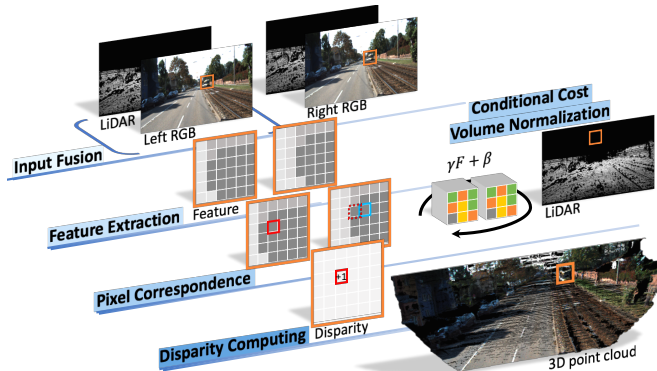 LiDAR
Left RGB
Right RGB
Input Fusion
Conditional Cost
Volume Normalization
γF + β
LiDAR
Feature Extraction
Feature
Pixel Correspondence
+1
Disparity Computing
Disparity
3D point cloud